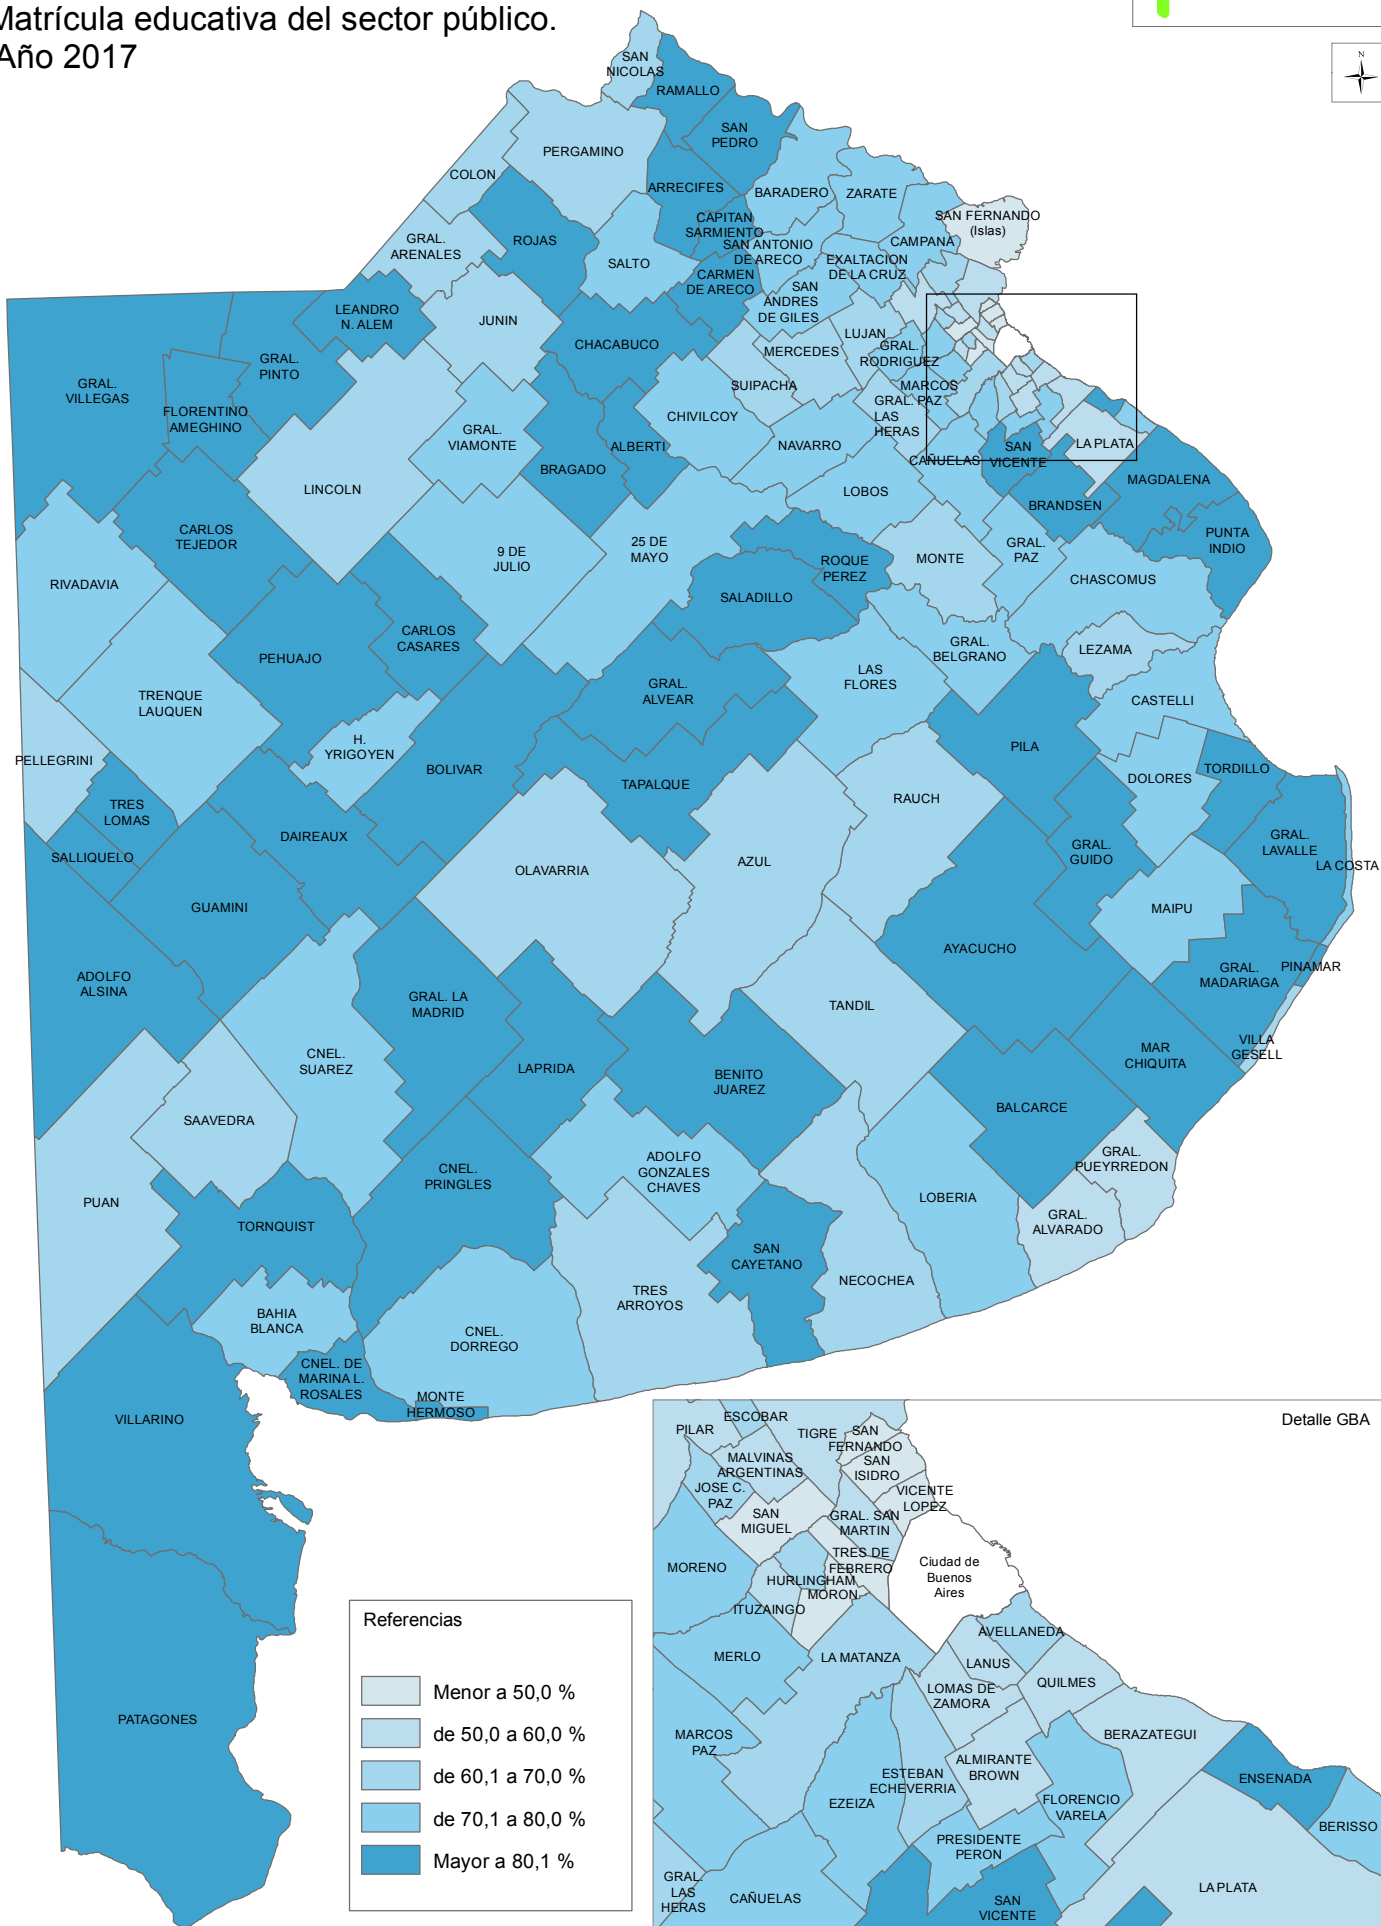 Matrícula educativa del sector público.
Año 2017
N
SAN
NICOLAS
RAMALLO
SAN
PEDRO
PERGAMINO
COLON
ARRECIFES
BARADERO
ZARATE
CAPITAN
SARMIENTO
SAN FERNANDO
(Islas)
GRAL.
ARENALES
ROJAS
SALTO
SAN ANTONIO
DE ARECO
CAMPANA
CARMEN
DE ARECO
EXALTACION
DE LA CRUZ
SAN
ANDRES
DE GILES
LEANDRO
N. ALEM
JUNIN
CHACABUCO
LUJAN
MERCEDES
GRAL.
RODRIGUEZ
GRAL.
PINTO
GRAL.
VILLEGAS
SUIPACHA
MARCOS
PAZ
GRAL.
LAS
HERAS
FLORENTINO
AMEGHINO
CHIVILCOY
GRAL.
VIAMONTE
ALBERTI
NAVARRO
LA PLATA
BRAGADO
CAÑUELAS
SAN
VICENTE
MAGDALENA
LINCOLN
LOBOS
BRANDSEN
CARLOS
TEJEDOR
PUNTA
INDIO
9 DE
JULIO
25 DE
MAYO
ROQUE
PEREZ
MONTE
GRAL.
PAZ
RIVADAVIA
CHASCOMUS
SALADILLO
CARLOS
CASARES
PEHUAJO
GRAL.
BELGRANO
LEZAMA
LAS
FLORES
GRAL.
ALVEAR
TRENQUE
LAUQUEN
CASTELLI
H.
YRIGOYEN
PILA
PELLEGRINI
BOLIVAR
TAPALQUE
DOLORES
TORDILLO
RAUCH
TRES
LOMAS
DAIREAUX
GRAL.
GUIDO
GRAL.
LAVALLE
SALLIQUELO
OLAVARRIA
AZUL
LA COSTA
GUAMINI
MAIPU
AYACUCHO
ADOLFO
ALSINA
GRAL.
MADARIAGA
PINAMAR
GRAL. LA
MADRID
TANDIL
VILLA
GESELL
CNEL.
SUAREZ
LAPRIDA
BENITO
JUAREZ
MAR
CHIQUITA
BALCARCE
SAAVEDRA
GRAL.
PUEYRREDON
ADOLFO
GONZALES
CHAVES
CNEL.
PRINGLES
PUAN
LOBERIA
TORNQUIST
GRAL.
ALVARADO
SAN
CAYETANO
NECOCHEA
TRES
ARROYOS
BAHIA
BLANCA
CNEL.
DORREGO
CNEL. DE
MARINA L.
ROSALES
MONTE
HERMOSO
VILLARINO
PATAGONES
Referencias
Menor a 50,0 %
de 50,0 a 60,0 %
de 60,1 a 70,0 %
de 70,1 a 80,0 %
Mayor a 80,1 %
Detalle GBA
ESCOBAR
PILAR
TIGRE
SAN
FERNANDO
SAN
ISIDRO
MALVINAS
ARGENTINAS
JOSE C.
PAZ
VICENTE
LOPEZ
SAN
MIGUEL
GRAL. SAN
MARTIN
TRES DE
FEBRERO
Ciudad de
Buenos
Aires
MORENO
HURLINGHAM
MORON
ITUZAINGO
AVELLANEDA
MERLO
LA MATANZA
LANUS
QUILMES
LOMAS DE
ZAMORA
BERAZATEGUI
MARCOS
PAZ
ALMIRANTE
BROWN
ESTEBAN
ECHEVERRIA
ENSENADA
EZEIZA
FLORENCIO
VARELA
BERISSO
PRESIDENTE
PERON
GRAL.
LAS
HERAS
CAÑUELAS
LA PLATA
SAN
VICENTE